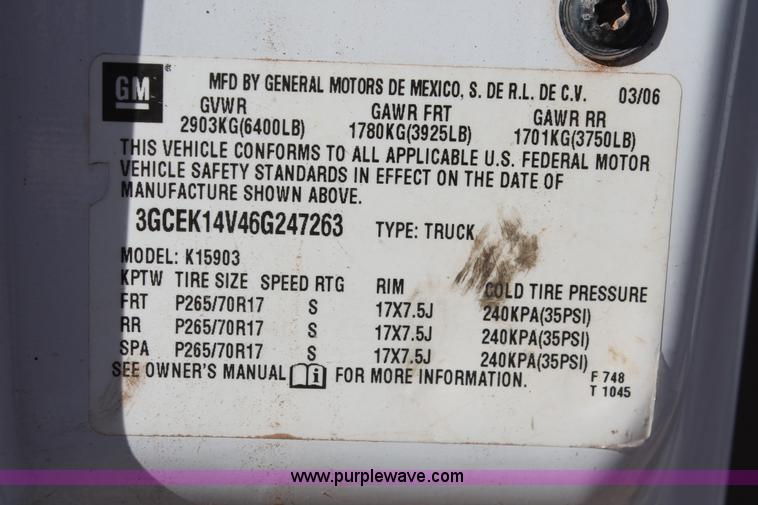 GM
MFD BY GENERAL MOTORS DE MEXICO, S. DE R.L. DE C.V. 03/06
GVWR GAWR FRT GAWR RR
2903KG(6400LB) 1780KG(3925LB) 1701KG(3750LB)
THIS VEHICLE CONFORMS TO ALL APPLICABLE U.S. FEDERAL MOTOR
VEHICLE SAFETY STANDARDS IN EFFECT ON THE DATE OF
MANUFACTURE SHOWN ABOVE.
3GCEK14V46G247263 TYPE: TRUCK
MODEL: K15903
KPTW TIRE SIZE SPEED RTG RIM COLD TIRE PRESSURE
FRT P265/70R17 S 17X7.5J 240KPA(35PSI)
RR P265/70R17 S 17X7.5J 240KPA(35PSI)
SPA P265/70R17 S 17X7.5J 240KPA(35PSI)
SEE OWNER'S MANUAL i FOR MORE INFORMATION.
F 748
T 1045
www.purplewave.com